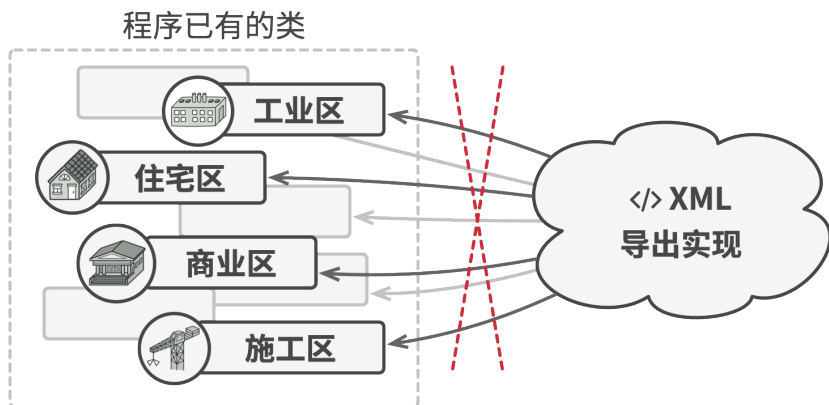 程序已有的类
工业区
住宅区
商业区
施工区
</> XML
导出实现